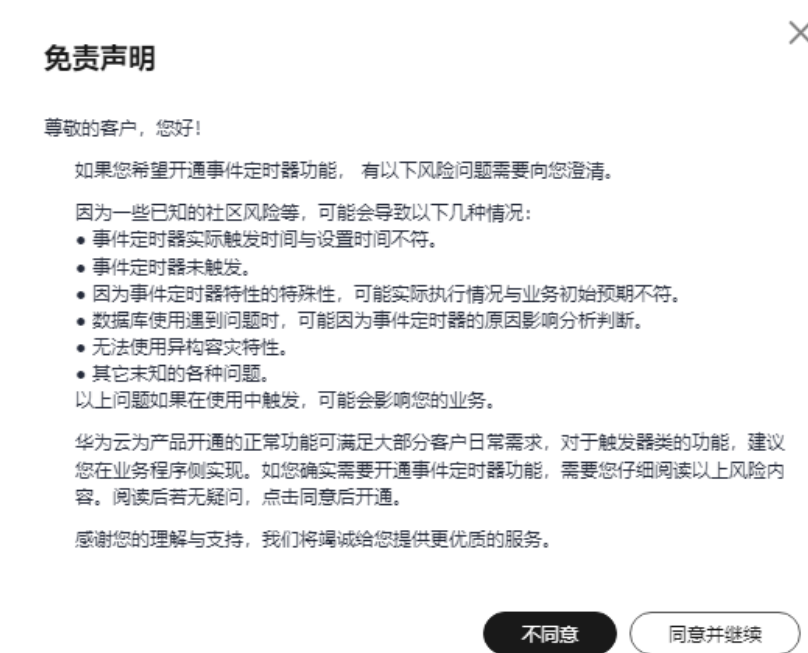 免责声明
尊敬的客户，您好！
如果您希望开通事件定时器功能， 有以下风险问题需要向您澄清。
因为一些已知的社区风险等，可能会导致以下几种情况：
● 事件定时器实际触发时间与设置时间不符。
● 事件定时器未触发。
● 因为事件定时器特性的特殊性，可能实际执行情况与业务初始预期不符。
● 数据库使用遇到问题时，可能因为事件定时器的原因影响分析判断。
● 无法使用异构容灾特性。
● 其它未知的各种问题。
以上问题如果在使用中触发，可能会影响您的业务。
华为云为产品开通的正常功能可满足大部分客户日常需求，对于触发器类的功能，建议
您在业务程序侧实现。如您确实需要开通事件定时器功能，需要您仔细阅读以上风险内
容。阅读后若无疑问，点击同意后开通。
感谢您的理解与支持，我们将竭诚给您提供更优质的服务。
不同意
同意并继续